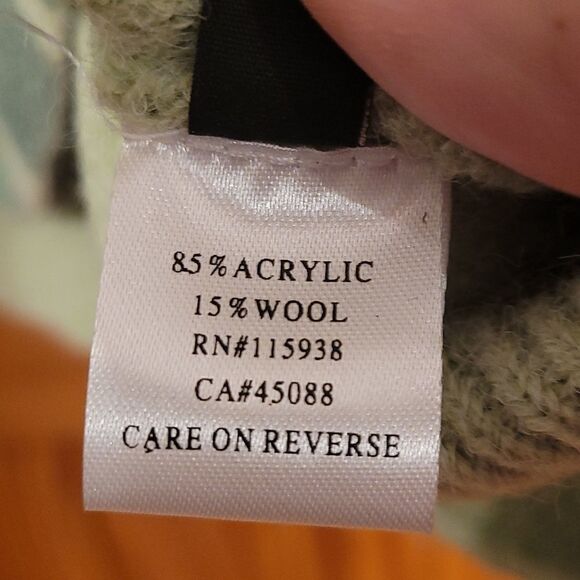 85% ACRYLIC
15% WOOL
RN#115938
CA#45088
CARE ON REVERSE